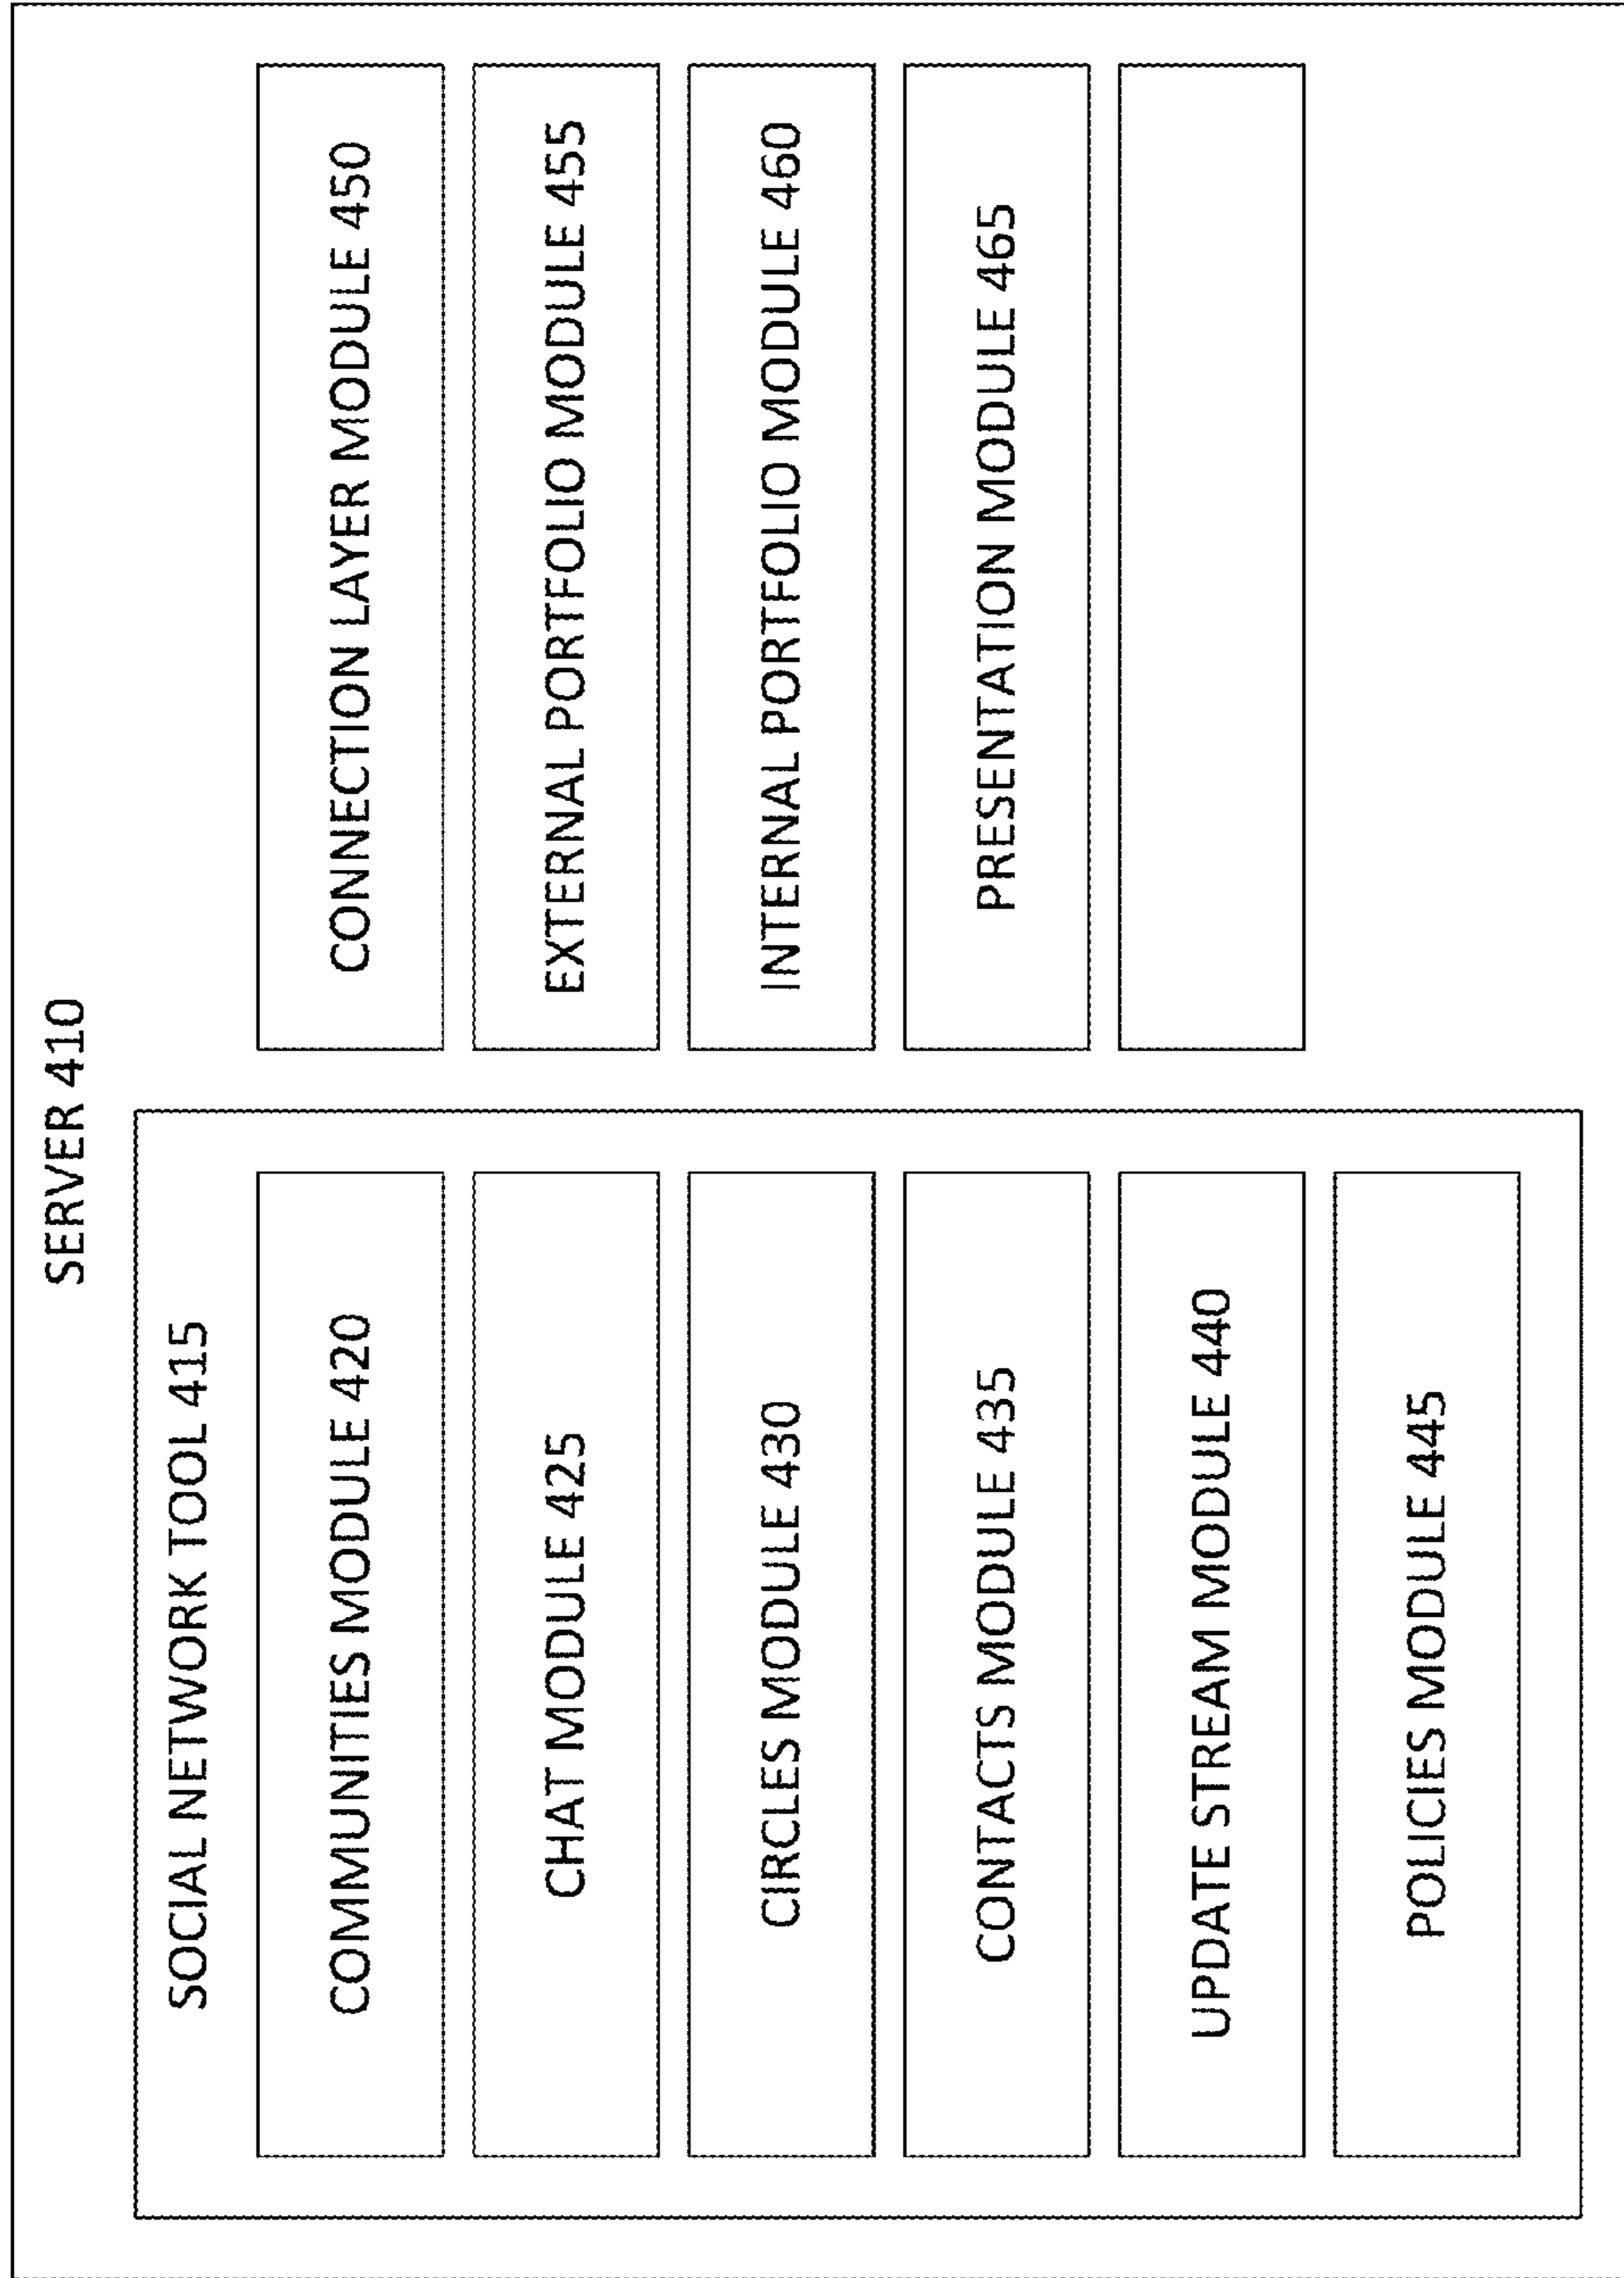 SERVER 410
SOCIAL NETWORK TOOL 415
COMMUNITIES MODULE 420
CHAT MODULE 425
CIRCLES MODULE 430
CONTACTS MODULE 435
UPDATE STREAM MODULE 440
POLICIES MODULE 445
CONNECTION LAYER MODULE 450
EXTERNAL PORTFOLIO MODULE 455
INTERNAL PORTFOLIO MODULE 460
PRESENTATION MODULE 465